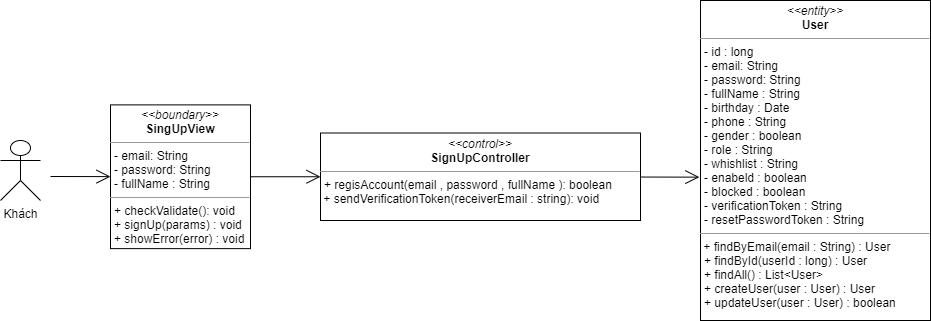 Khách
<<boundary>>
SingUpView
- email: String
- password: String
- fullName : String
+ checkValidate(): void
+ signUp(params) : void
+ showError(error) : void
<<control>>
SignUpController
+ regisAccount(email , password , fullName ): boolean
+ sendVerificationToken(receiverEmail : string): void
<<entity>>
User
- id : long
- email: String
- password: String
- fullName : String
- birthday : Date
- phone : String
- gender : boolean
- role : String
- whishlist : String
- enabeld : boolean
- blocked : boolean
- verificationToken : String
- resetPasswordToken : String
+ findByEmail(email : String) : User
+ findById(userId : long) : User
+ findAll() : List<User>
+ createUser(user : User) : User
+ updateUser(user : User) : boolean